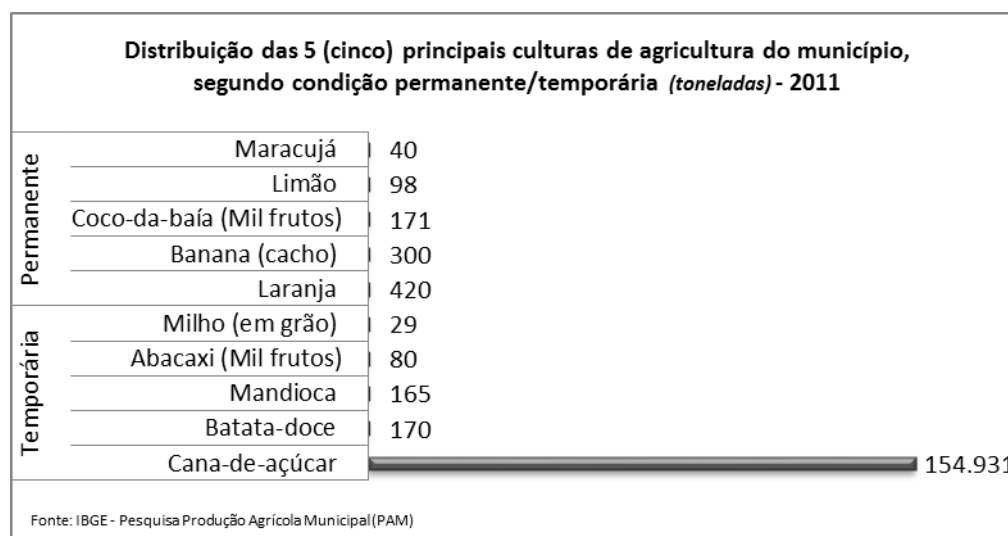 Distribuição das 5 (cinco) principais culturas de agricultura do município,
segundo condição permanente/temporária (toneladas) - 2011
Permanente
Maracujá 40
Limão 98
Coco-da-baía (Mil frutos) 171
Banana (cacho) 300
Laranja 420
Temporária
Milho (em grão) 29
Abacaxi (Mil frutos) 80
Mandioca 165
Batata-doce 170
Cana-de-açúcar 154.931
Fonte: IBGE - Pesquisa Produção Agrícola Municipal (PAM)